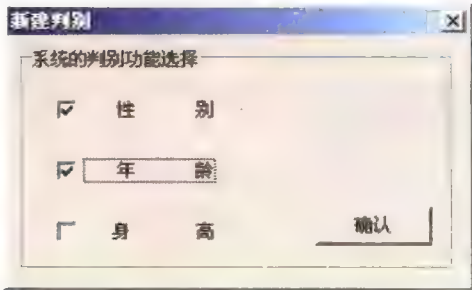 新建判别
系统的判别功能选择
性 别
年 龄
身 高
确认